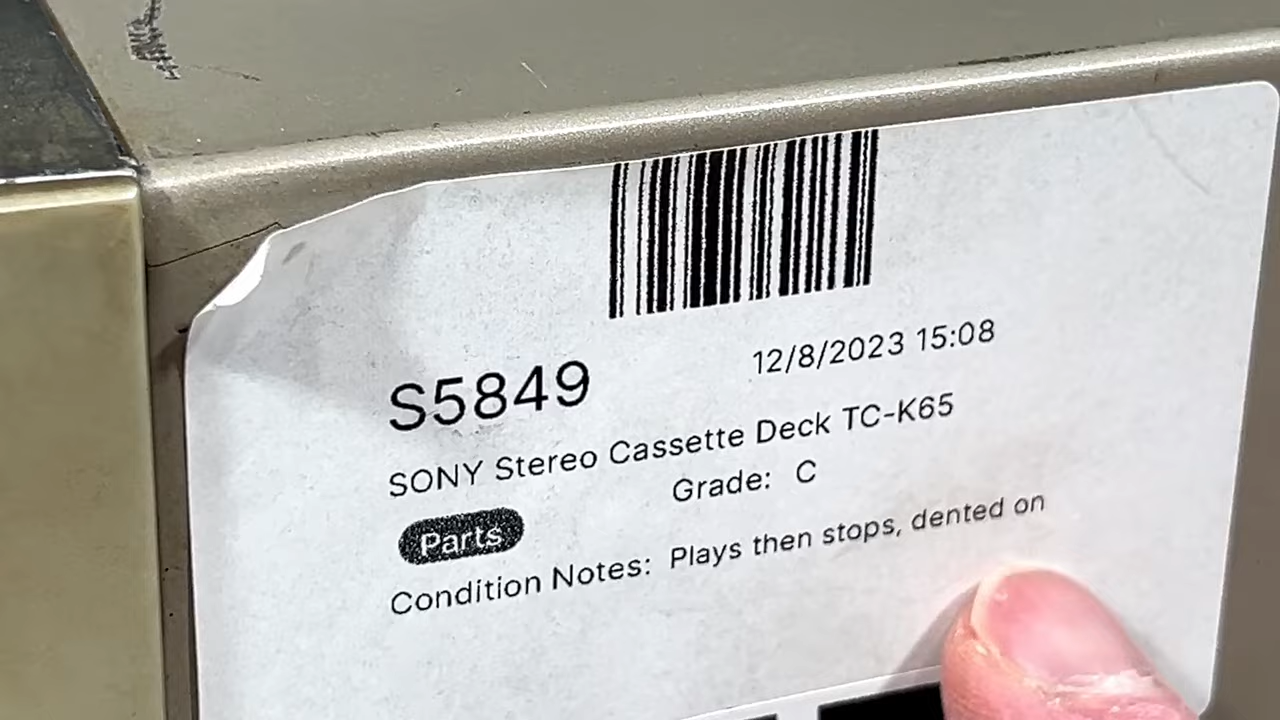 12/8/2023 15:08
S5849
SONY Stereo Cassette Deck TC-K65
Grade: C
Parts
Condition Notes: Plays then stops, dented on